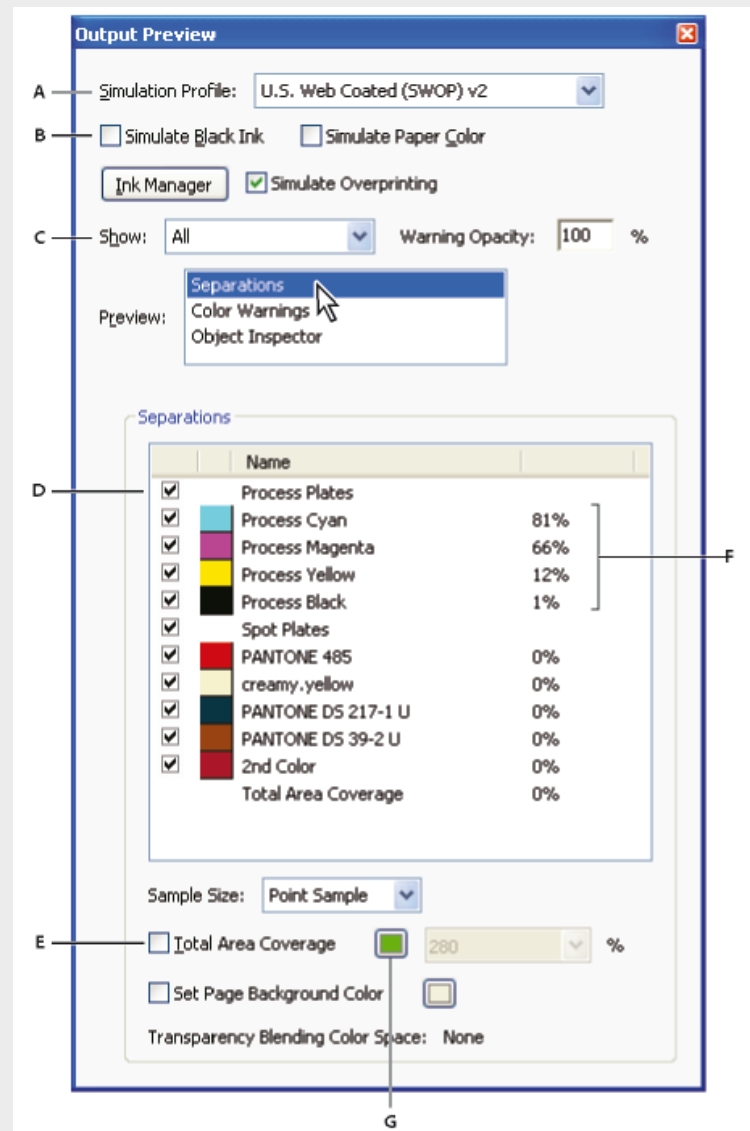 Output Preview
A Simulation Profile: U.S. Web Coated (SWOP) v2
B Simulate Black Ink Simulate Paper Color
Ink Manager Simulate Overprinting
C Show: All Warning Opacity: 100 %
Preview: Separations
Color Warnings
Object Inspector
Separations
Name
D Process Plates
Process Cyan 81%
Process Magenta 66%
F
Process Yellow 12%
Process Black 1%
Spot Plates
PANTONE 485 0%
creamy.yellow 0%
PANTONE DS 217-1 U 0%
PANTONE DS 39-2 U 0%
2nd Color 0%
Total Area Coverage 0%
Sample Size: Point Sample
E Total Area Coverage 280 %
Set Page Background Color
Transparency Blending Color Space: None
G